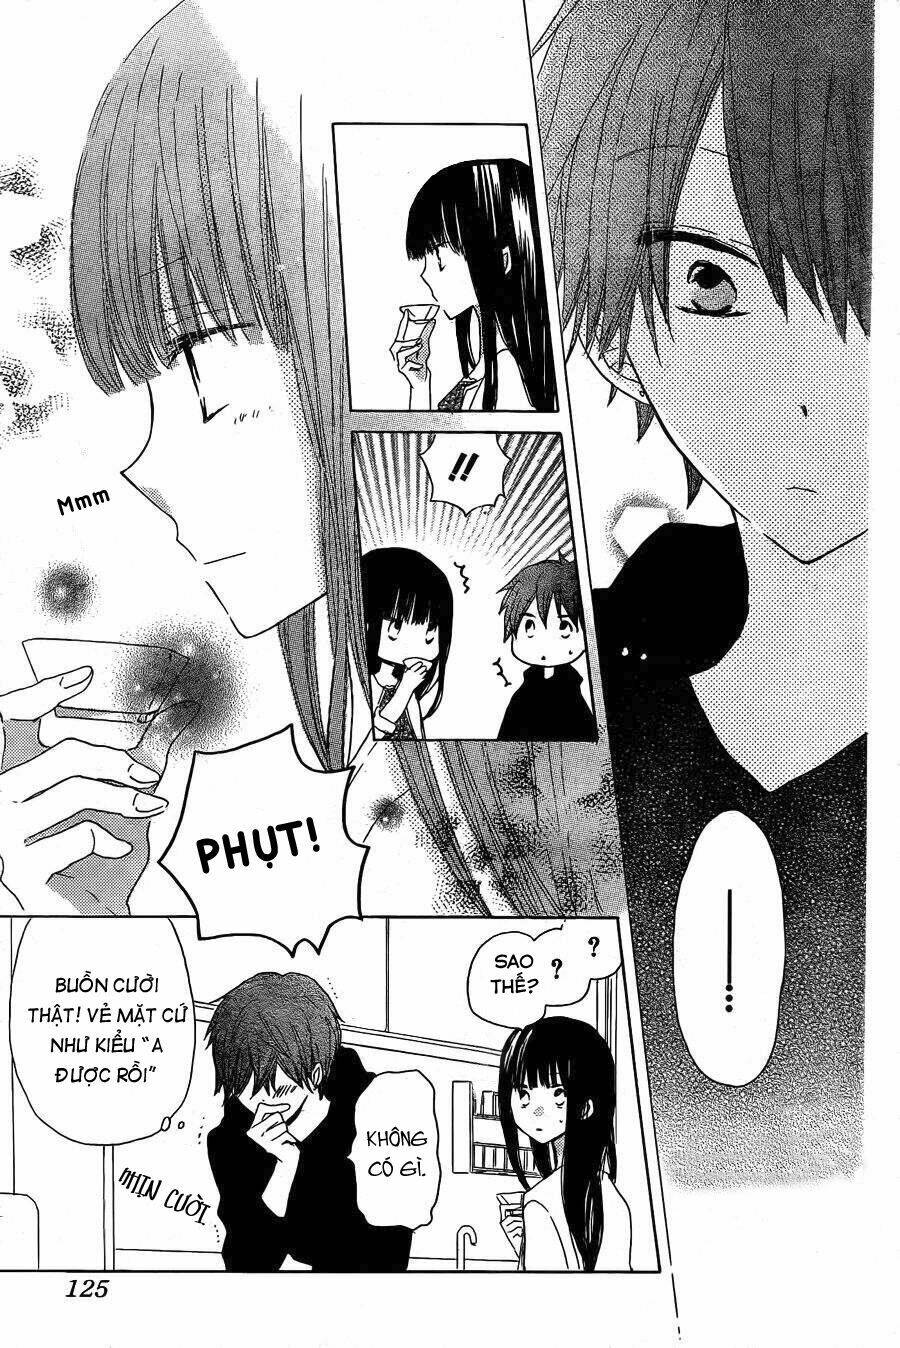 —…
!!
Mmm
PHỤT!
SAO
THẾ?
?
?
KHÔNG
CÓ GÌ.
BUỒN CƯỜI
THẬT! VẺ MẶT CỨ
NHƯ KIỂU "A
ĐƯỢC RỒI"
NHỊN CƯỜI
125